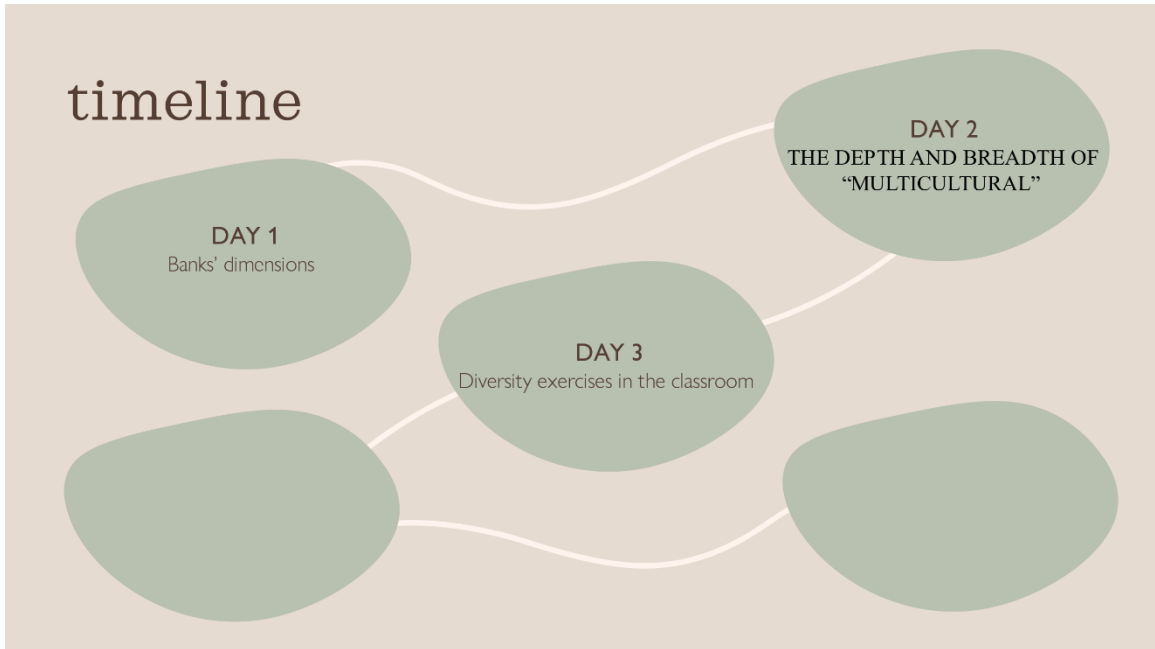 timeline
DAY 1
Banks’ dimensions
DAY 2
THE DEPTH AND BREADTH OF
“MULTICULTURAL”
DAY 3
Diversity exercises in the classroom